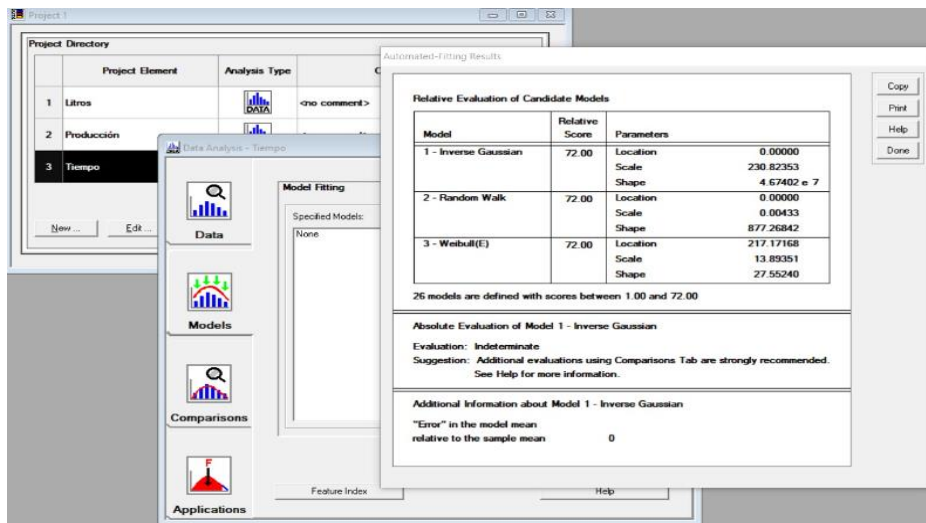 Project 1
Project Directory
Project Element Analysis Type C
1 Litros DATA <no comment>
2 Producción
3 Tiempo
New ... Edit ...
Data Analysis - Tiempo
Data
Models
Comparisons
Applications
Model Fitting
Specified Models:
None
Feature Index Help
Automated-Fitting Results
Relative Evaluation of Candidate Models
Model Relative Score Parameters
1 - Inverse Gaussian 72.00 Location 0.00000
Scale 230.82353
Shape 4.67402 e 7
2 - Random Walk 72.00 Location 0.00000
Scale 0.00433
Shape 877.26842
3 - Weibull(E) 72.00 Location 217.17168
Scale 13.89351
Shape 27.55240
26 models are defined with scores between 1.00 and 72.00
Absolute Evaluation of Model 1 - Inverse Gaussian
Evaluation: Indeterminate
Suggestion: Additional evaluations using Comparisons Tab are strongly recommended.
See Help for more information.
Additional Information about Model 1 - Inverse Gaussian
"Error" in the model mean
relative to the sample mean 0
Copy
Print
Help
Done